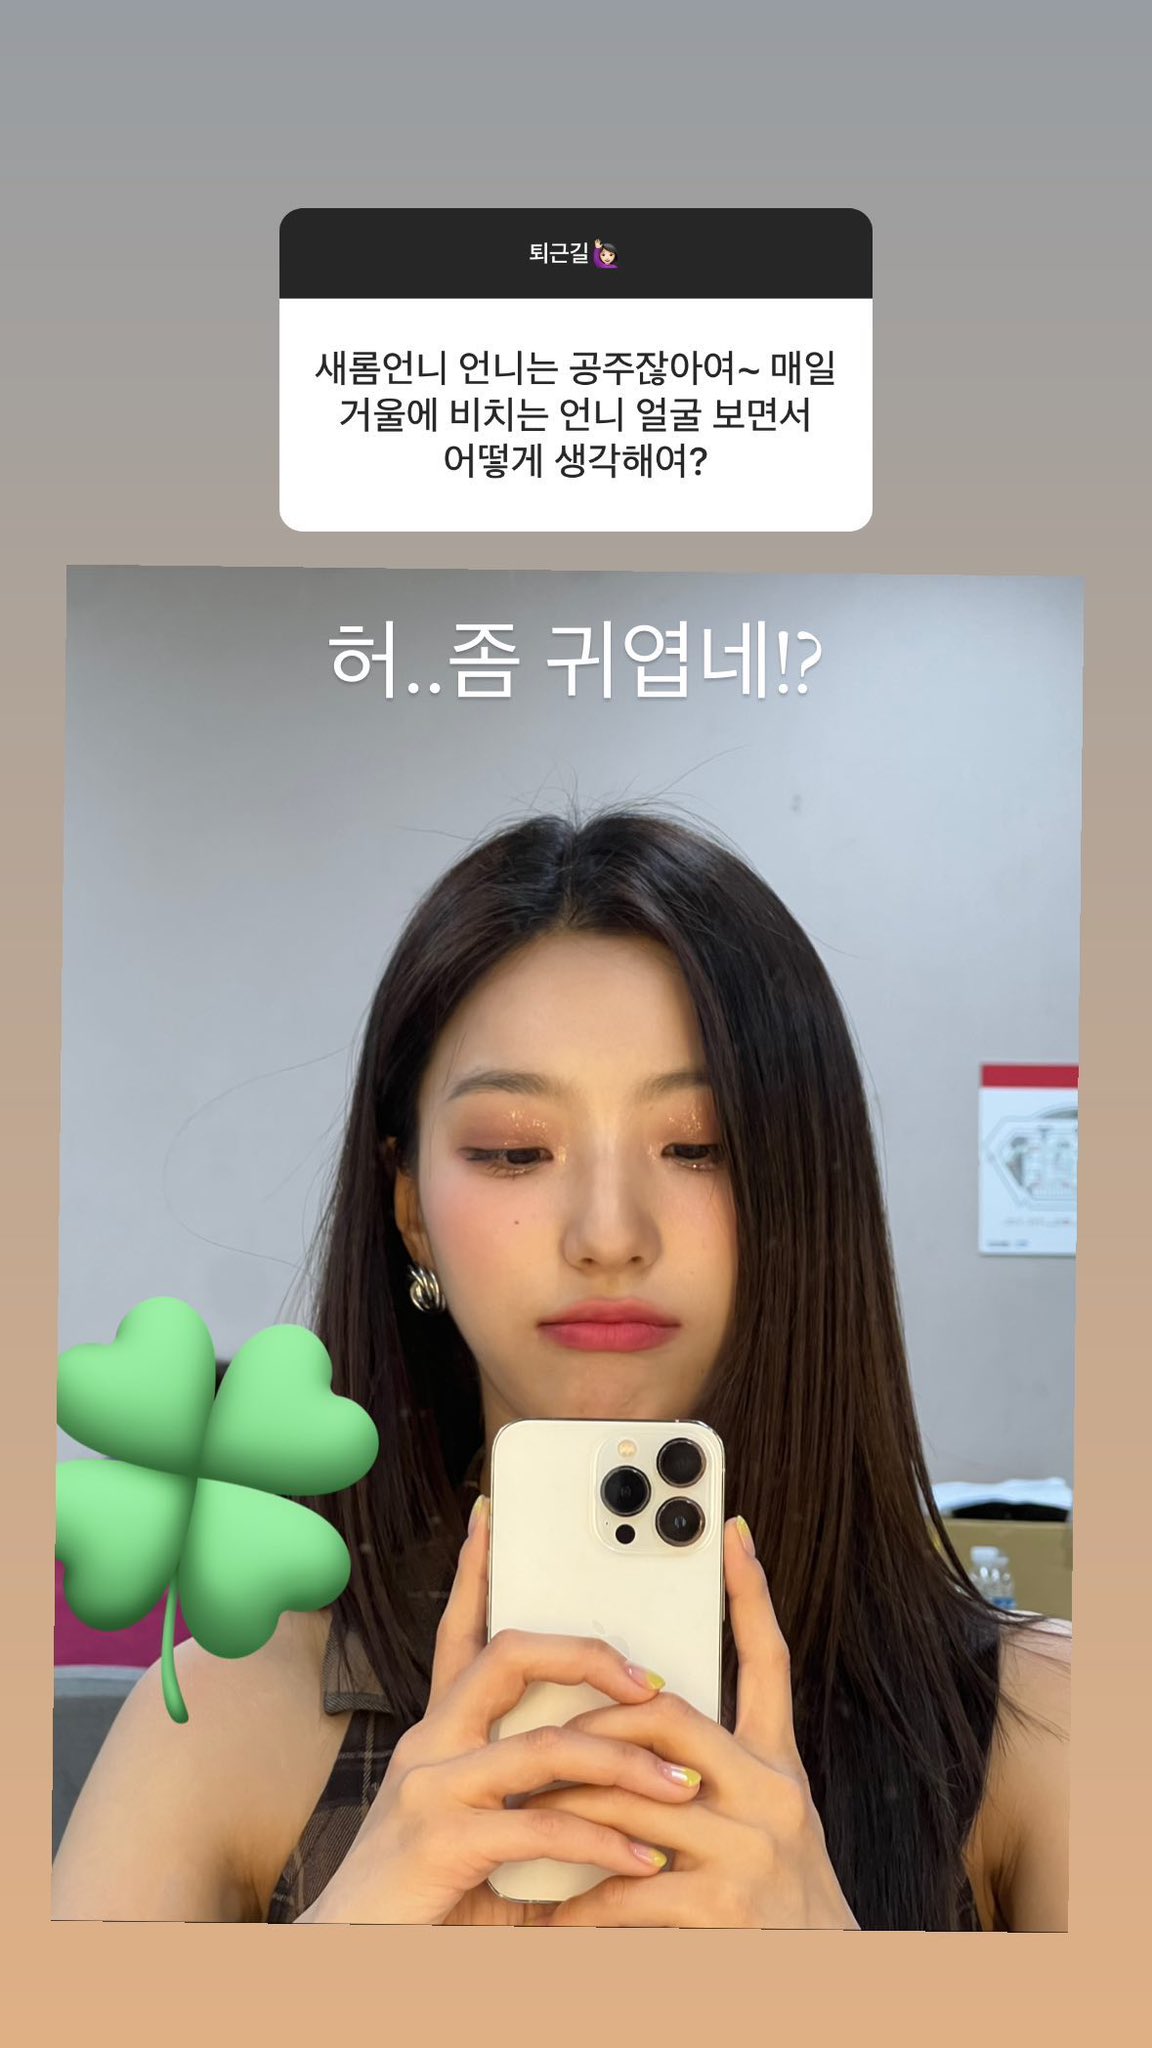 퇴근길🙋🏻‍♀️
새롬언니 언니는 공주잖아여~ 매일
거울에 비치는 언니 얼굴 보면서
어떻게 생각해여?
허..좀 귀엽네!?